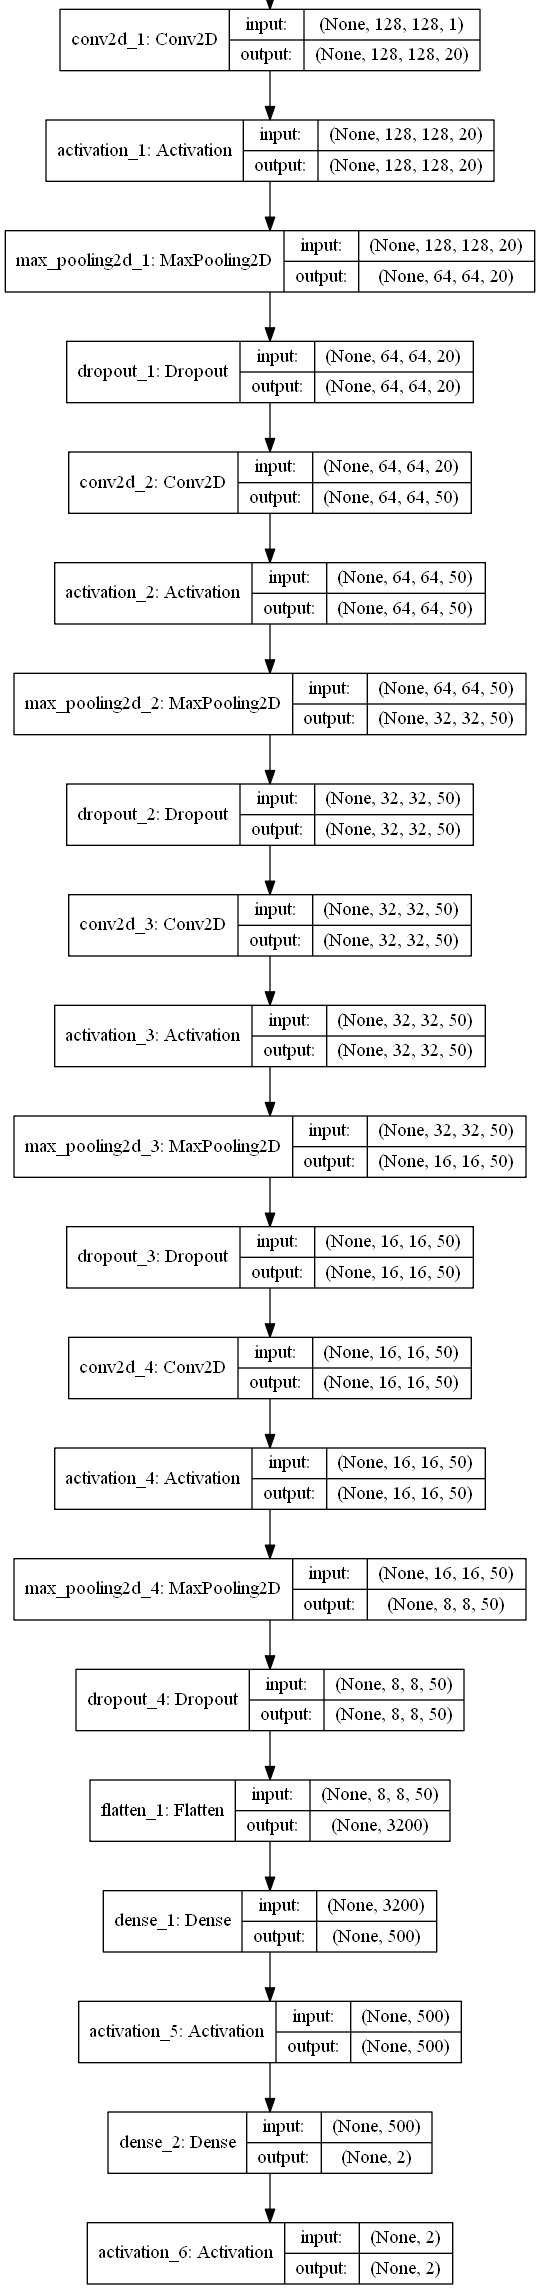 conv2d_1: Conv2D
input: (None, 128, 128, 1)
output: (None, 128, 128, 20)
activation_1: Activation
input: (None, 128, 128, 20)
output: (None, 128, 128, 20)
max_pooling2d_1: MaxPooling2D
input: (None, 128, 128, 20)
output: (None, 64, 64, 20)
dropout_1: Dropout
input: (None, 64, 64, 20)
output: (None, 64, 64, 20)
conv2d_2: Conv2D
input: (None, 64, 64, 20)
output: (None, 64, 64, 50)
activation_2: Activation
input: (None, 64, 64, 50)
output: (None, 64, 64, 50)
max_pooling2d_2: MaxPooling2D
input: (None, 64, 64, 50)
output: (None, 32, 32, 50)
dropout_2: Dropout
input: (None, 32, 32, 50)
output: (None, 32, 32, 50)
conv2d_3: Conv2D
input: (None, 32, 32, 50)
output: (None, 32, 32, 50)
activation_3: Activation
input: (None, 32, 32, 50)
output: (None, 32, 32, 50)
max_pooling2d_3: MaxPooling2D
input: (None, 32, 32, 50)
output: (None, 16, 16, 50)
dropout_3: Dropout
input: (None, 16, 16, 50)
output: (None, 16, 16, 50)
conv2d_4: Conv2D
input: (None, 16, 16, 50)
output: (None, 16, 16, 50)
activation_4: Activation
input: (None, 16, 16, 50)
output: (None, 16, 16, 50)
max_pooling2d_4: MaxPooling2D
input: (None, 16, 16, 50)
output: (None, 8, 8, 50)
dropout_4: Dropout
input: (None, 8, 8, 50)
output: (None, 8, 8, 50)
flatten_1: Flatten
input: (None, 8, 8, 50)
output: (None, 3200)
dense_1: Dense
input: (None, 3200)
output: (None, 500)
activation_5: Activation
input: (None, 500)
output: (None, 500)
dense_2: Dense
input: (None, 500)
output: (None, 2)
activation_6: Activation
input: (None, 2)
output: (None, 2)